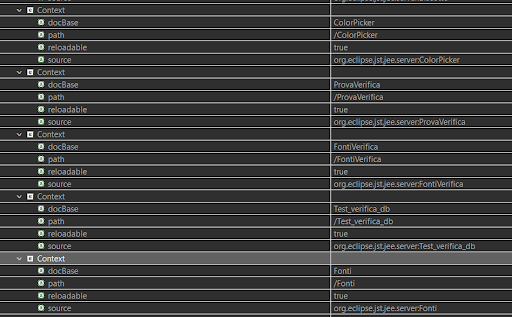 Context
docBase ColorPicker
path /ColorPicker
reloadable true
source org.eclipse.jst.jee.server:ColorPicker
Context
docBase ProvaVerifica
path /ProvaVerifica
reloadable true
source org.eclipse.jst.jee.server:ProvaVerifica
Context
docBase FontiVerifica
path /FontiVerifica
reloadable true
source org.eclipse.jst.jee.server:FontiVerifica
Context
docBase Test_verifica_db
path /Test_verifica_db
reloadable true
source org.eclipse.jst.jee.server:Test_verifica_db
Context
docBase Fonti
path /Fonti
reloadable true
source org.eclipse.jst.jee.server:Fonti